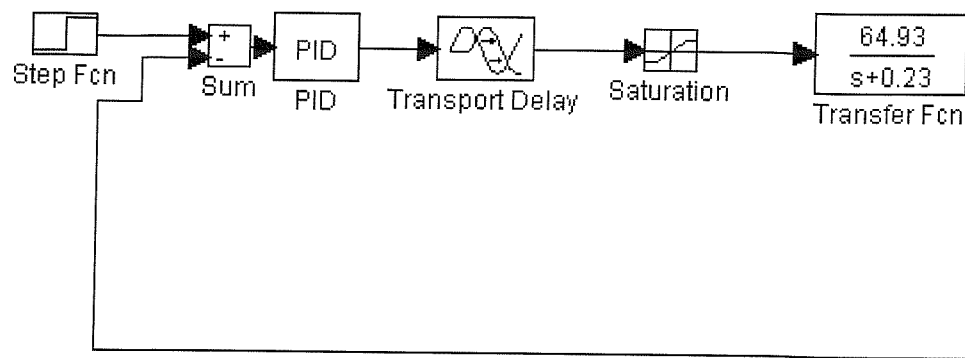 Step Fcn
+
-
Sum
PID
PID
Transport Delay
Saturation
64.93
s+0.23
Transfer Fcn